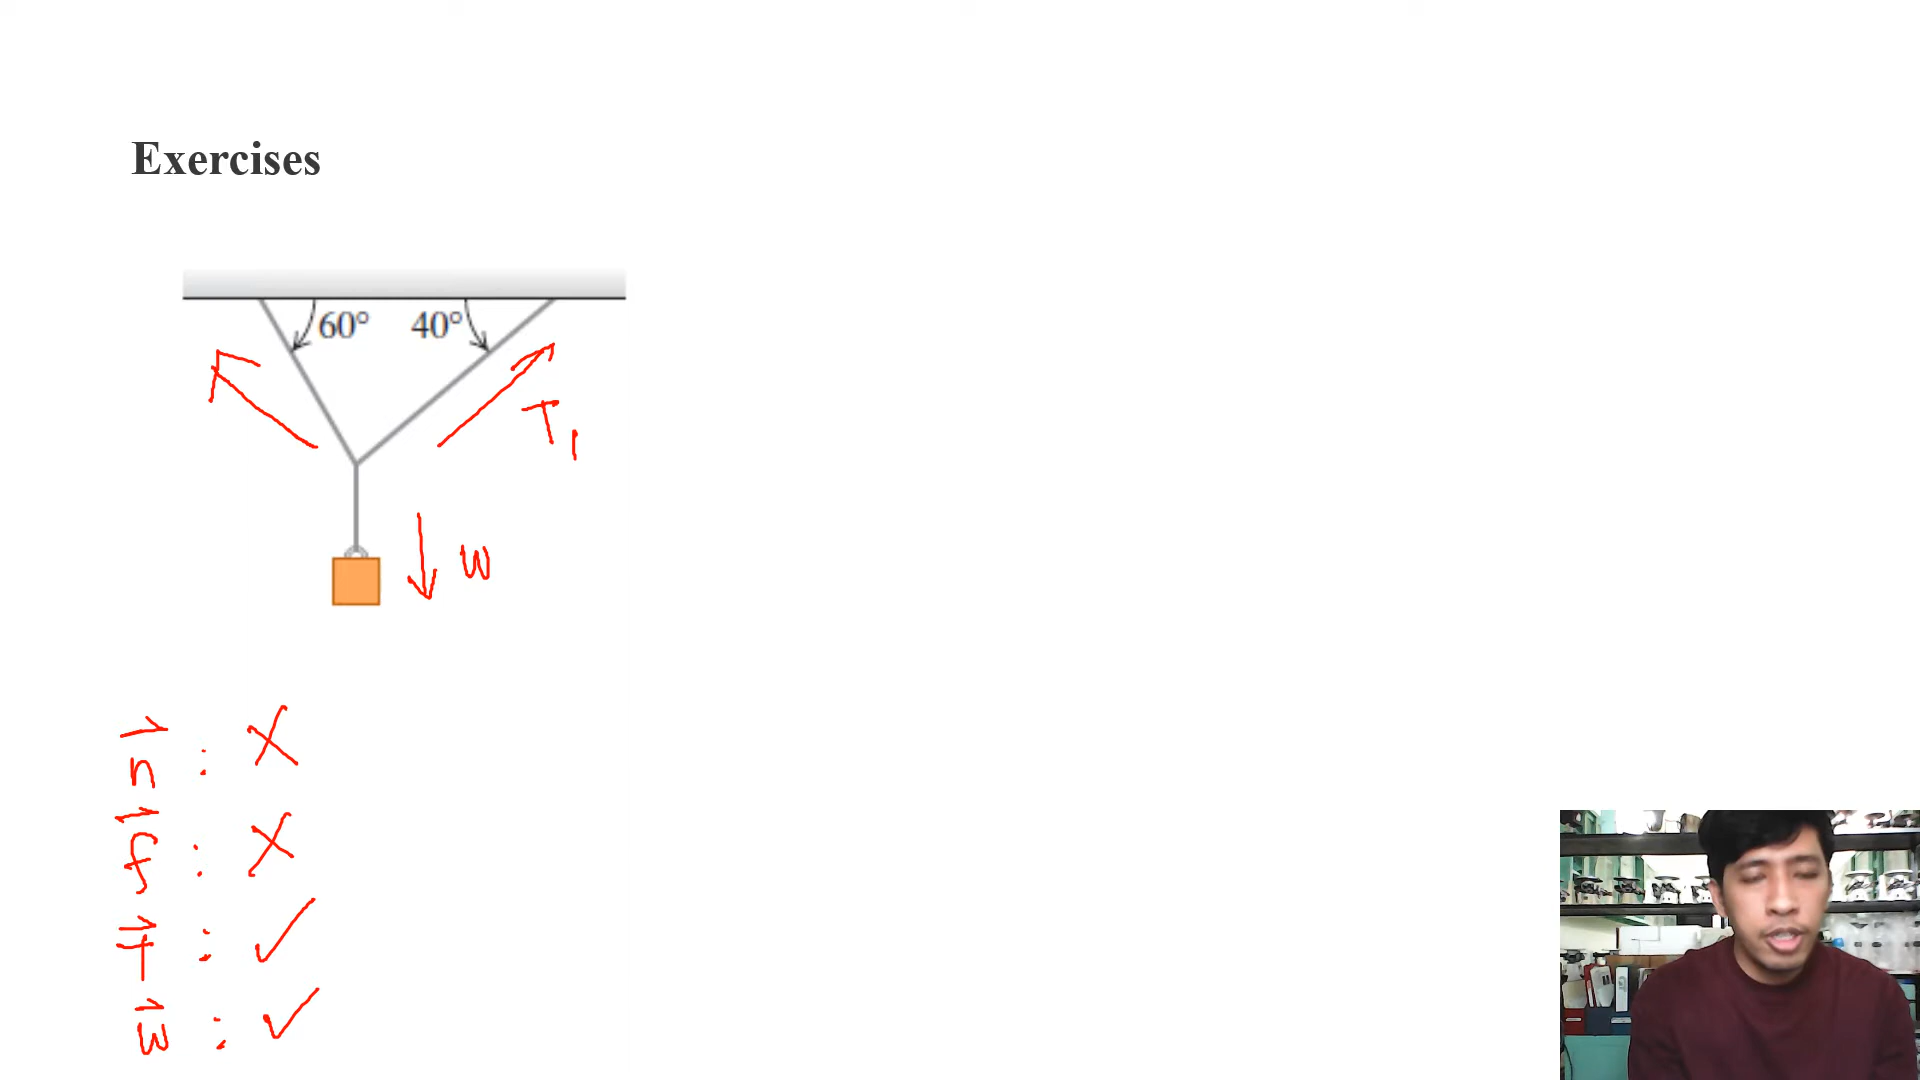 Exercises
60° 40°
T₁
W
n⃗ : X
f⃗ : X
T⃗ : ✓
w⃗ : ✓